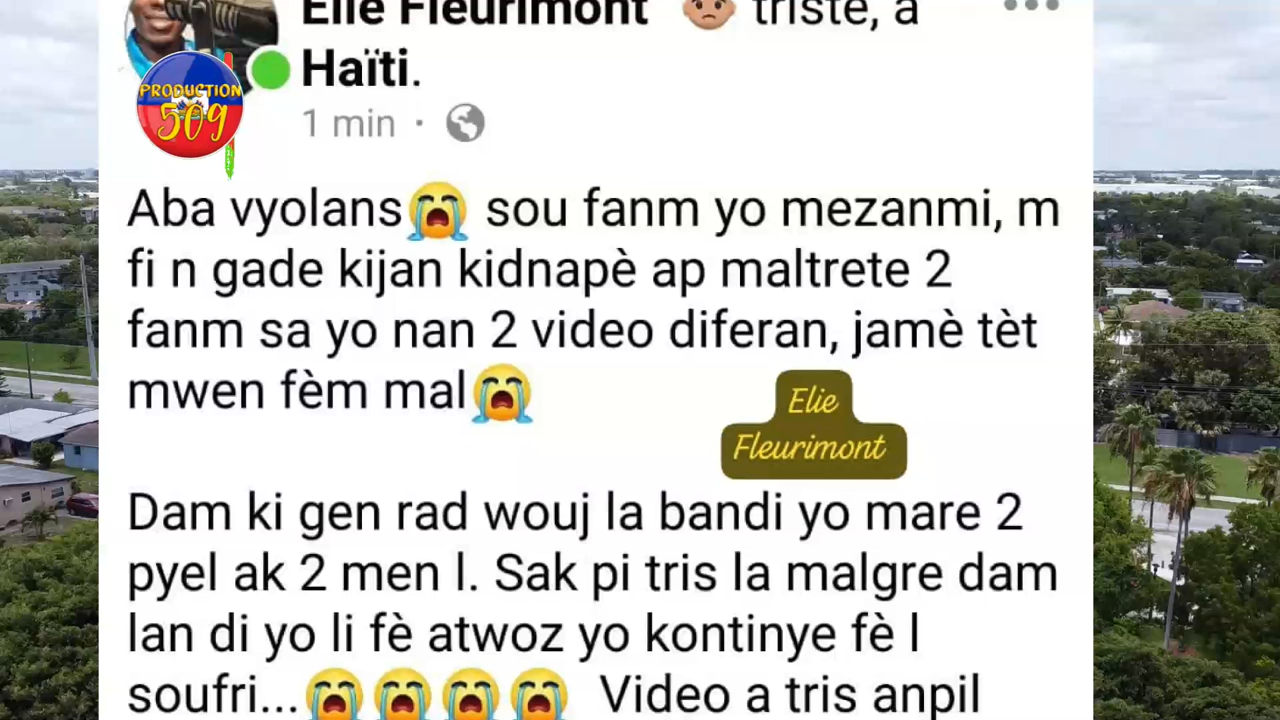 Elie Fleurimont 🙁 triste, à
Haïti.
1 min ·
PRODUCTION
509
Aba vyolans😭 sou fanm yo mezanmi, m
fi n gade kijan kidnapè ap maltrete 2
fanm sa yo nan 2 video diferan, jamè tèt
mwen fèm mal😭
Elie
Fleurimont
Dam ki gen rad wouj la bandi yo mare 2
pyel ak 2 men l. Sak pi tris la malgre dam
lan di yo li fè atwoz yo kontinye fè l
soufri...😭😭😭😭 Video a tris anpil